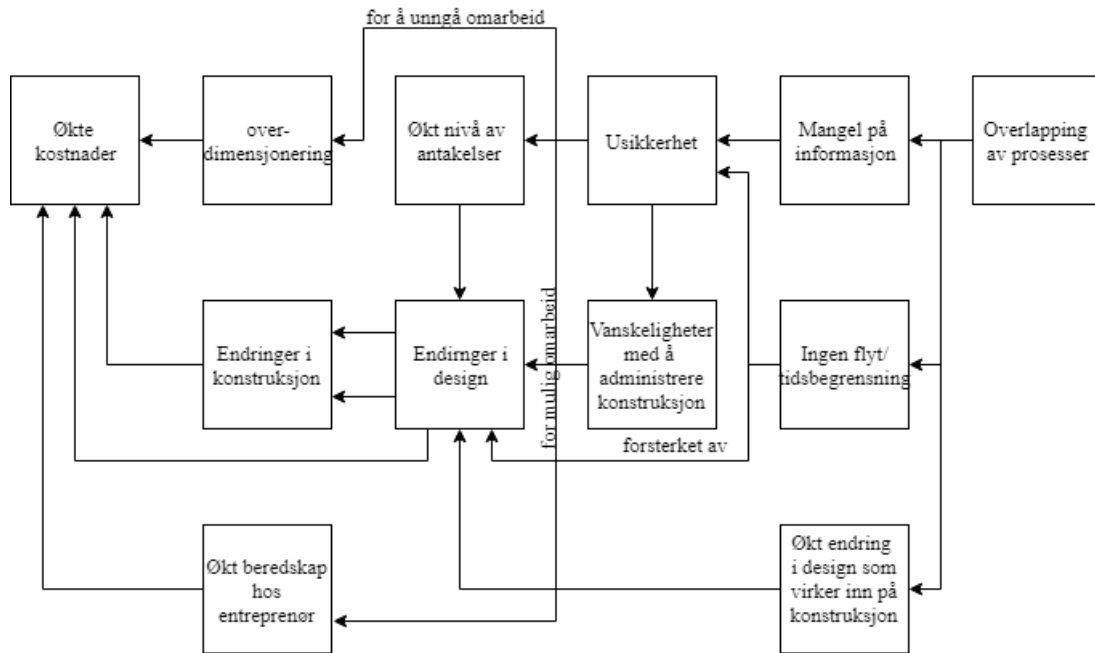 for å unngå omarbeid
Økte
kostnader
over-
dimensjonering
Økt nivå av
antakelser
Usikkerhet
Mangel på
informasjon
Overlapping
av prosesser
for mulig omarbeid
Endringer i
konstruksjon
Endirnger i
design
Vanskeligheter
med å
administrere
konstruksjon
Ingen flyt/
tidsbegrensning
forsterket av
Økt beredskap
hos
entreprenør
Økt endring
i design som
virker inn på
konstruksjon